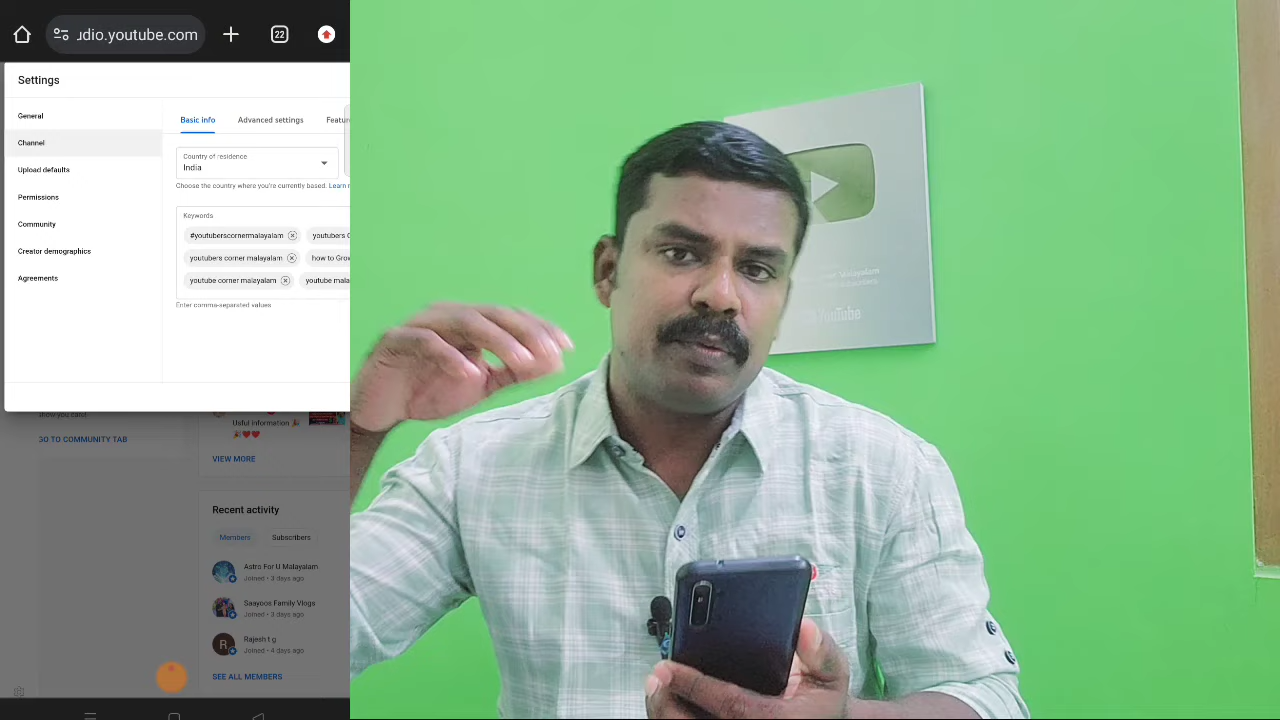 udio.youtube.com
22
Settings
General
Channel
Upload defaults
Permissions
Community
Creator demographics
Agreements
Basic info
Advanced settings
Country of residence
India
Choose the country where you're currently based. Learn
Keywords
#youtuberscornermalayalam
youtubers
youtubers corner malayalam
how to
youtube corner malayalam
youtube
Enter comma-separated values
you can't
GO TO COMMUNITY TAB
Usful information 🎉
🎉❤️❤️
VIEW MORE
Recent activity
Members
Subscribers
Astro For U Malayalam
Joined • 3 days ago
Saayoos Family Vlogs
Joined • 3 days ago
Rajesh t g
Joined • 4 days ago
SEE ALL MEMBERS
Malayalam
YouTube